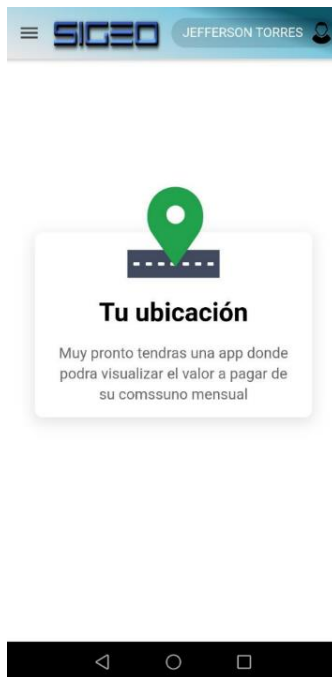 SIGEO
JEFFERSON TORRES
Tu ubicación
Muy pronto tendras una app donde
podra visualizar el valor a pagar de
su comssuno mensual